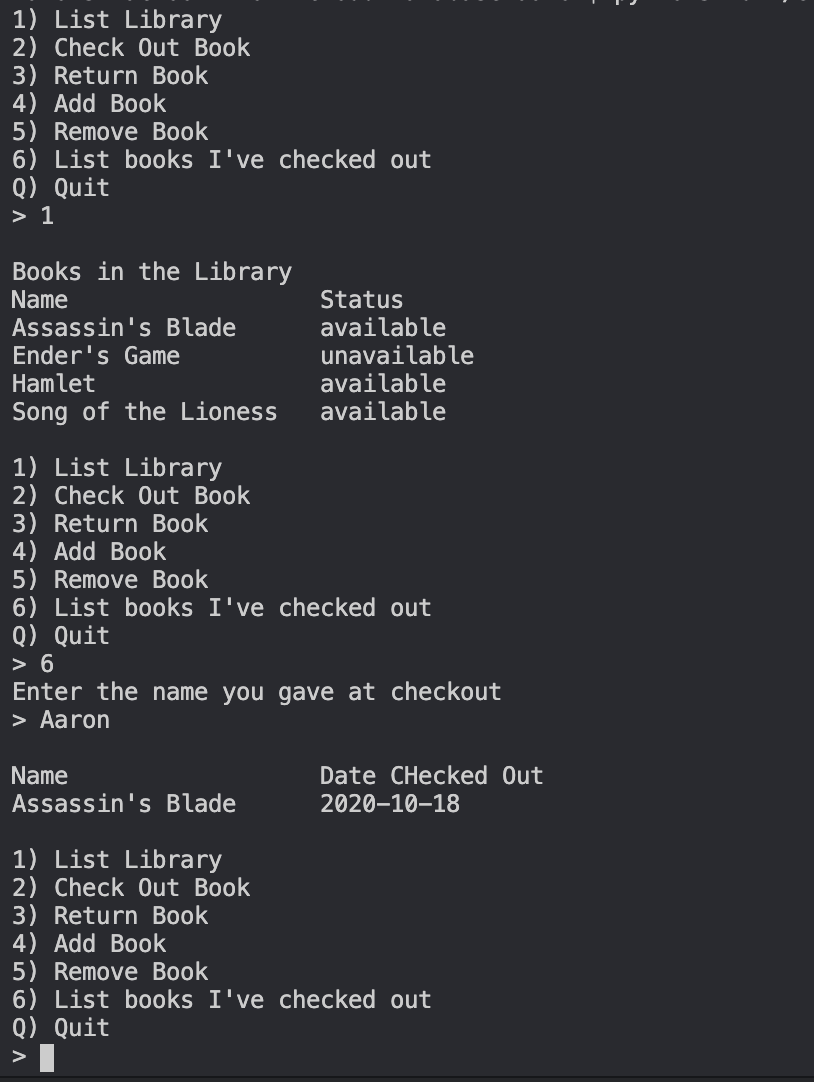 1) List Library
2) Check Out Book
3) Return Book
4) Add Book
5) Remove Book
6) List books I've checked out
Q) Quit
> 1

Books in the Library
Name                  Status
Assassin's Blade      available
Ender's Game          unavailable
Hamlet                available
Song of the Lioness   available

1) List Library
2) Check Out Book
3) Return Book
4) Add Book
5) Remove Book
6) List books I've checked out
Q) Quit
> 6
Enter the name you gave at checkout
> Aaron

Name                  Date CHecked Out
Assassin's Blade      2020-10-18

1) List Library
2) Check Out Book
3) Return Book
4) Add Book
5) Remove Book
6) List books I've checked out
Q) Quit
>